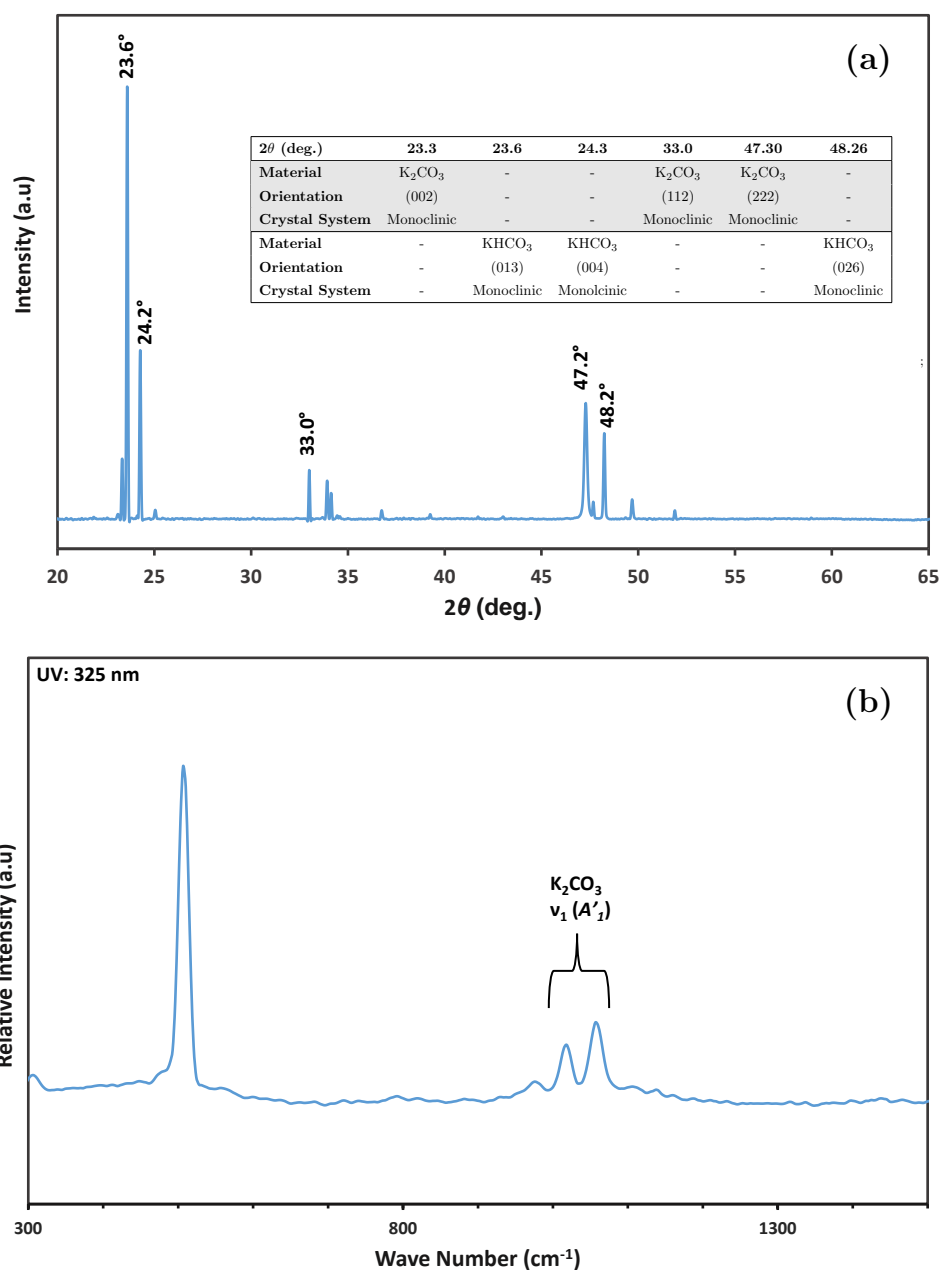 (a)
23.6°
24.2°
33.0°
47.2°
48.2°
Intensity (a.u)
2θ (deg.) 23.3 23.6 24.3 33.0 47.30 48.26
Material K₂CO₃ - - K₂CO₃ K₂CO₃ -
Orientation (002) - - (112) (222) -
Crystal System Monoclinic - - Monoclinic Monoclinic -
Material - KHCO₃ KHCO₃ - - KHCO₃
Orientation - (013) (004) - - (026)
Crystal System - Monoclinic Monolcinic - - Monoclinic
20 25 30 35 40 45 50 55 60 65
2θ (deg.)
UV: 325 nm
(b)
K₂CO₃
ν₁ (A'₁)
Relative Intensity (a.u)
300 800 1300
Wave Number (cm⁻¹)